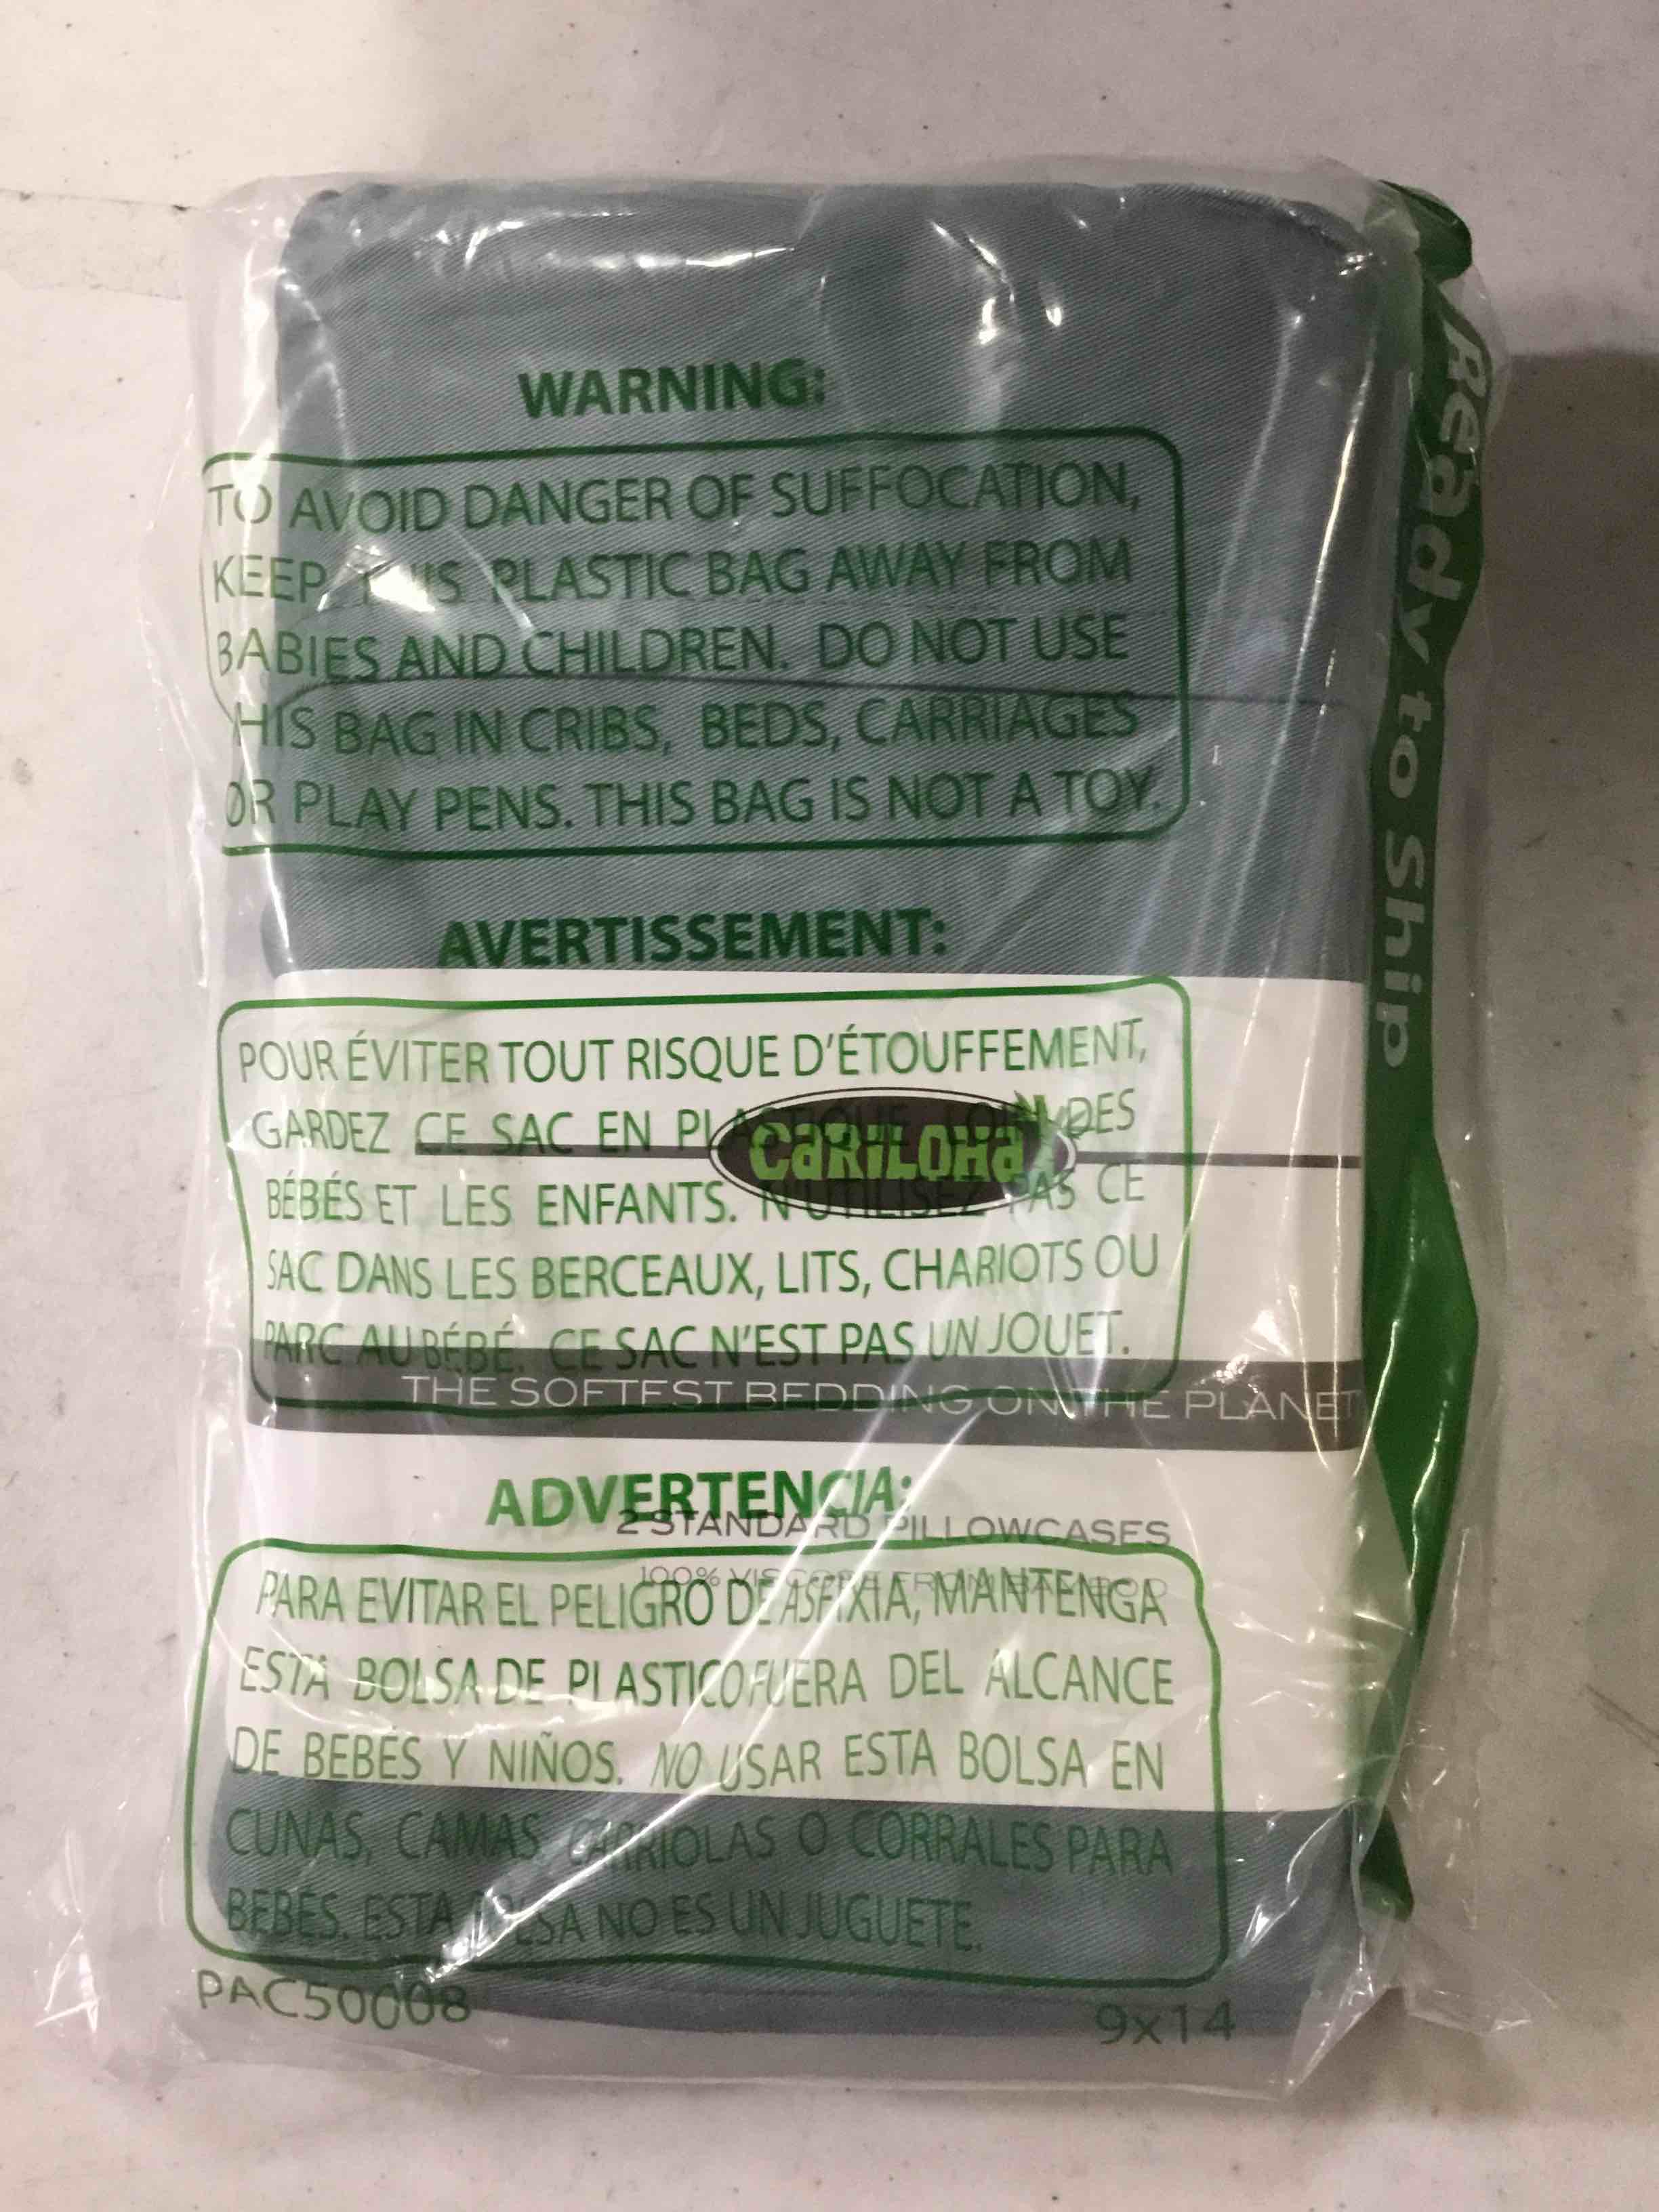 WARNING:
TO AVOID DANGER OF SUFFOCATION,
KEEP THIS PLASTIC BAG AWAY FROM
BABIES AND CHILDREN. DO NOT USE
THIS BAG IN CRIBS, BEDS, CARRIAGES
OR PLAY PENS. THIS BAG IS NOT A TOY.
Ready to Ship
AVERTISSEMENT:
POUR ÉVITER TOUT RISQUE D'ÉTOUFFEMENT,
GARDEZ CE SAC EN PLASTIQUE LOIN DES
BÉBÉS ET LES ENFANTS. N'UTILISEZ PAS CE
SAC DANS LES BERCEAUX, LITS, CHARIOTS OU
PARC AU BÉBÉ. CE SAC N'EST PAS UN JOUET.
CARILOHA
THE SOFTEST BEDDING ON THE PLANET
ADVERTENCIA:
2 STANDARD PILLOWCASES
100% VISCOSE FROM BAMBOO
PARA EVITAR EL PELIGRO DE ASFIXIA, MANTENGA
ESTA BOLSA DE PLASTICO FUERA DEL ALCANCE
DE BEBÉS Y NIÑOS. NO USAR ESTA BOLSA EN
CUNAS, CAMAS, CARRIOLAS O CORRALES PARA
BEBÉS. ESTA BOLSA NO ES UN JUGUETE.
PAC50008
9x14